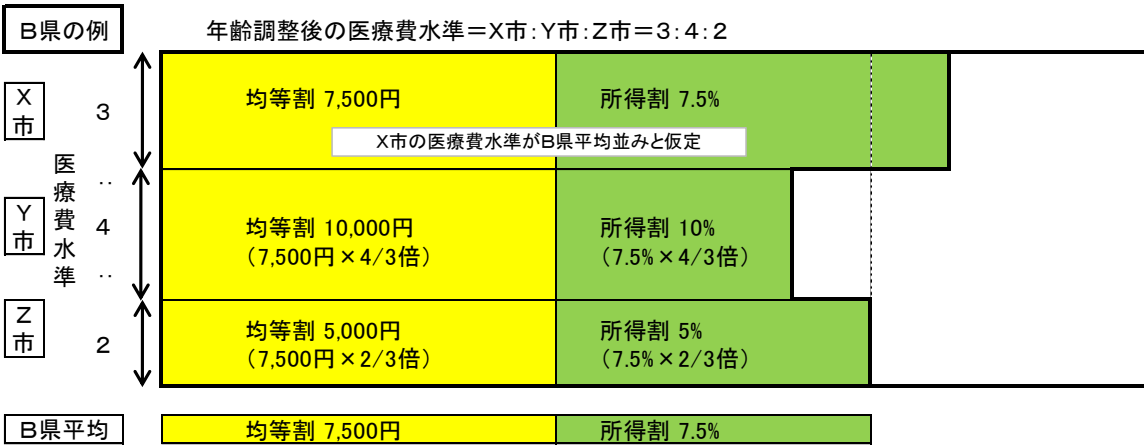 B県の例
年齢調整後の医療費水準＝X市：Y市：Z市＝3：4：2
X市
3
均等割 7,500円
所得割 7.5%
X市の医療費水準がB県平均並みと仮定
医療費水準
‥
Y市
4
均等割 10,000円
所得割 10%
（7,500円×4/3倍）
（7.5%×4/3倍）
‥
Z市
2
均等割 5,000円
所得割 5%
（7,500円×2/3倍）
（7.5%×2/3倍）
B県平均
均等割 7,500円
所得割 7.5%